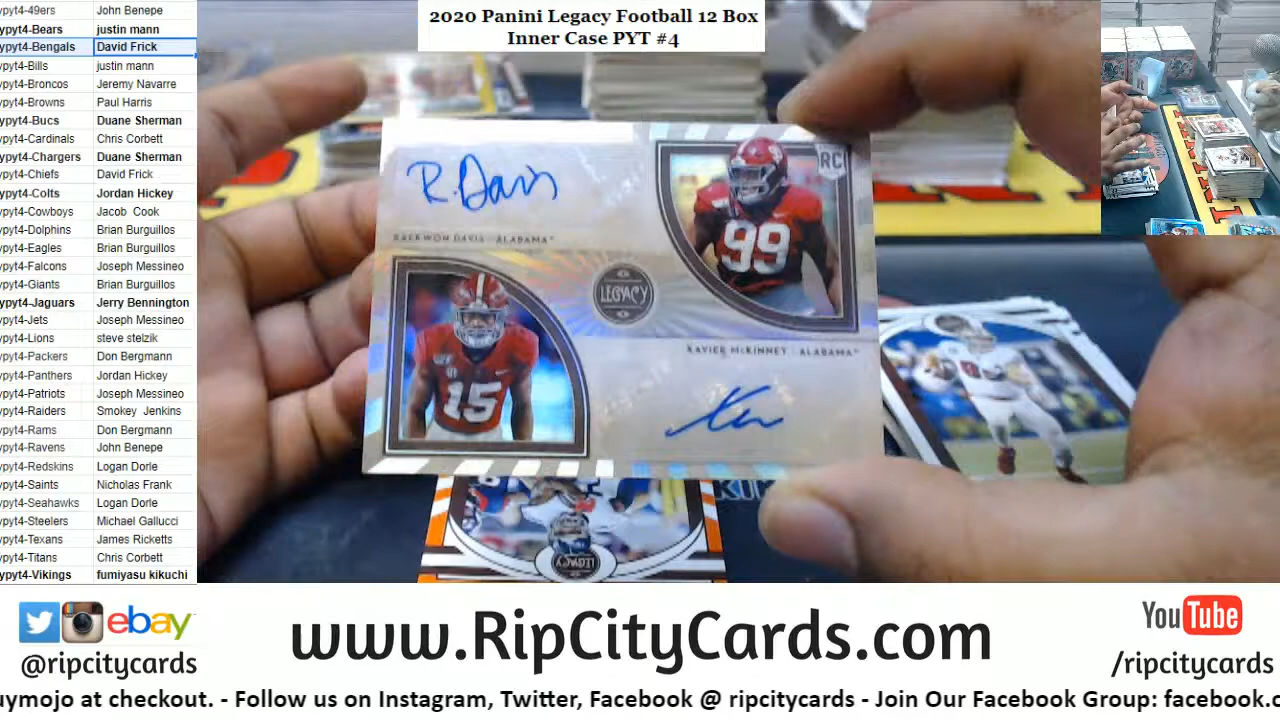 2020 Panini Legacy Football 12 Box
Inner Case PYT #4
ypyt4-49ers John Benepe
ypyt4-Bears justin mann
ypyt4-Bengals David Frick
ypyt4-Bills justin mann
ypyt4-Broncos Jeremy Navarre
ypyt4-Browns Paul Harris
ypyt4-Bucs Duane Sherman
ypyt4-Cardinals Chris Corbett
ypyt4-Chargers Duane Sherman
ypyt4-Chiefs David Frick
ypyt4-Colts Jordan Hickey
ypyt4-Cowboys Jacob Cook
ypyt4-Dolphins Brian Burguillos
ypyt4-Eagles Brian Burguillos
ypyt4-Falcons Joseph Messineo
ypyt4-Giants Brian Burguillos
ypyt4-Jaguars Jerry Bennington
ypyt4-Jets Joseph Messineo
ypyt4-Lions steve stelzik
ypyt4-Packers Don Bergmann
ypyt4-Panthers Jordan Hickey
ypyt4-Patriots Joseph Messineo
ypyt4-Raiders Smokey Jenkins
ypyt4-Rams Don Bergmann
ypyt4-Ravens John Benepe
ypyt4-Redskins Logan Dorle
ypyt4-Saints Nicholas Frank
ypyt4-Seahawks Logan Dorle
ypyt4-Steelers Michael Gallucci
ypyt4-Texans James Ricketts
ypyt4-Titans Chris Corbett
ypyt4-Vikings fumiyasu kikuchi
R. Davis
RC
99
RAEKWON DAVIS - ALABAMA
LEGACY
15
XAVIER MCKINNEY - ALABAMA
LEGACY
ebay
@ripcitycards
www.RipCityCards.com
YouTube
/ripcitycards
uymojo at checkout. - Follow us on Instagram, Twitter, Facebook @ ripcitycards - Join Our Facebook Group: facebook.c